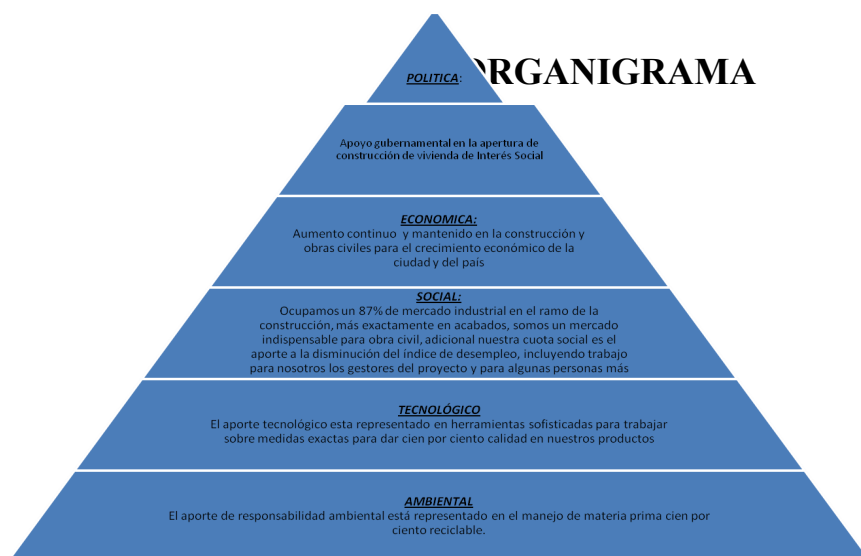 ORGANIGRAMA
POLITICA:
Apoyo gubernamental en la apertura de
construcción de vivienda de Interés Social
ECONOMICA:
Aumento continuo y mantenido en la construcción y
obras civiles para el crecimiento económico de la
ciudad y del país
SOCIAL:
Ocupamos un 87% de mercado industrial en el ramo de la
construcción, más exactamente en acabados, somos un mercado
indispensable para obra civil, adicional nuestra cuota social es el
aporte a la disminución del índice de desempleo, incluyendo trabajo
para nosotros los gestores del proyecto y para algunas personas más
TECNOLÓGICO
El aporte tecnológico esta representado en herramientas sofisticadas para trabajar
sobre medidas exactas para dar cien por ciento calidad en nuestros productos
AMBIENTAL
El aporte de responsabilidad ambiental está representado en el manejo de materia prima cien por
ciento reciclable.